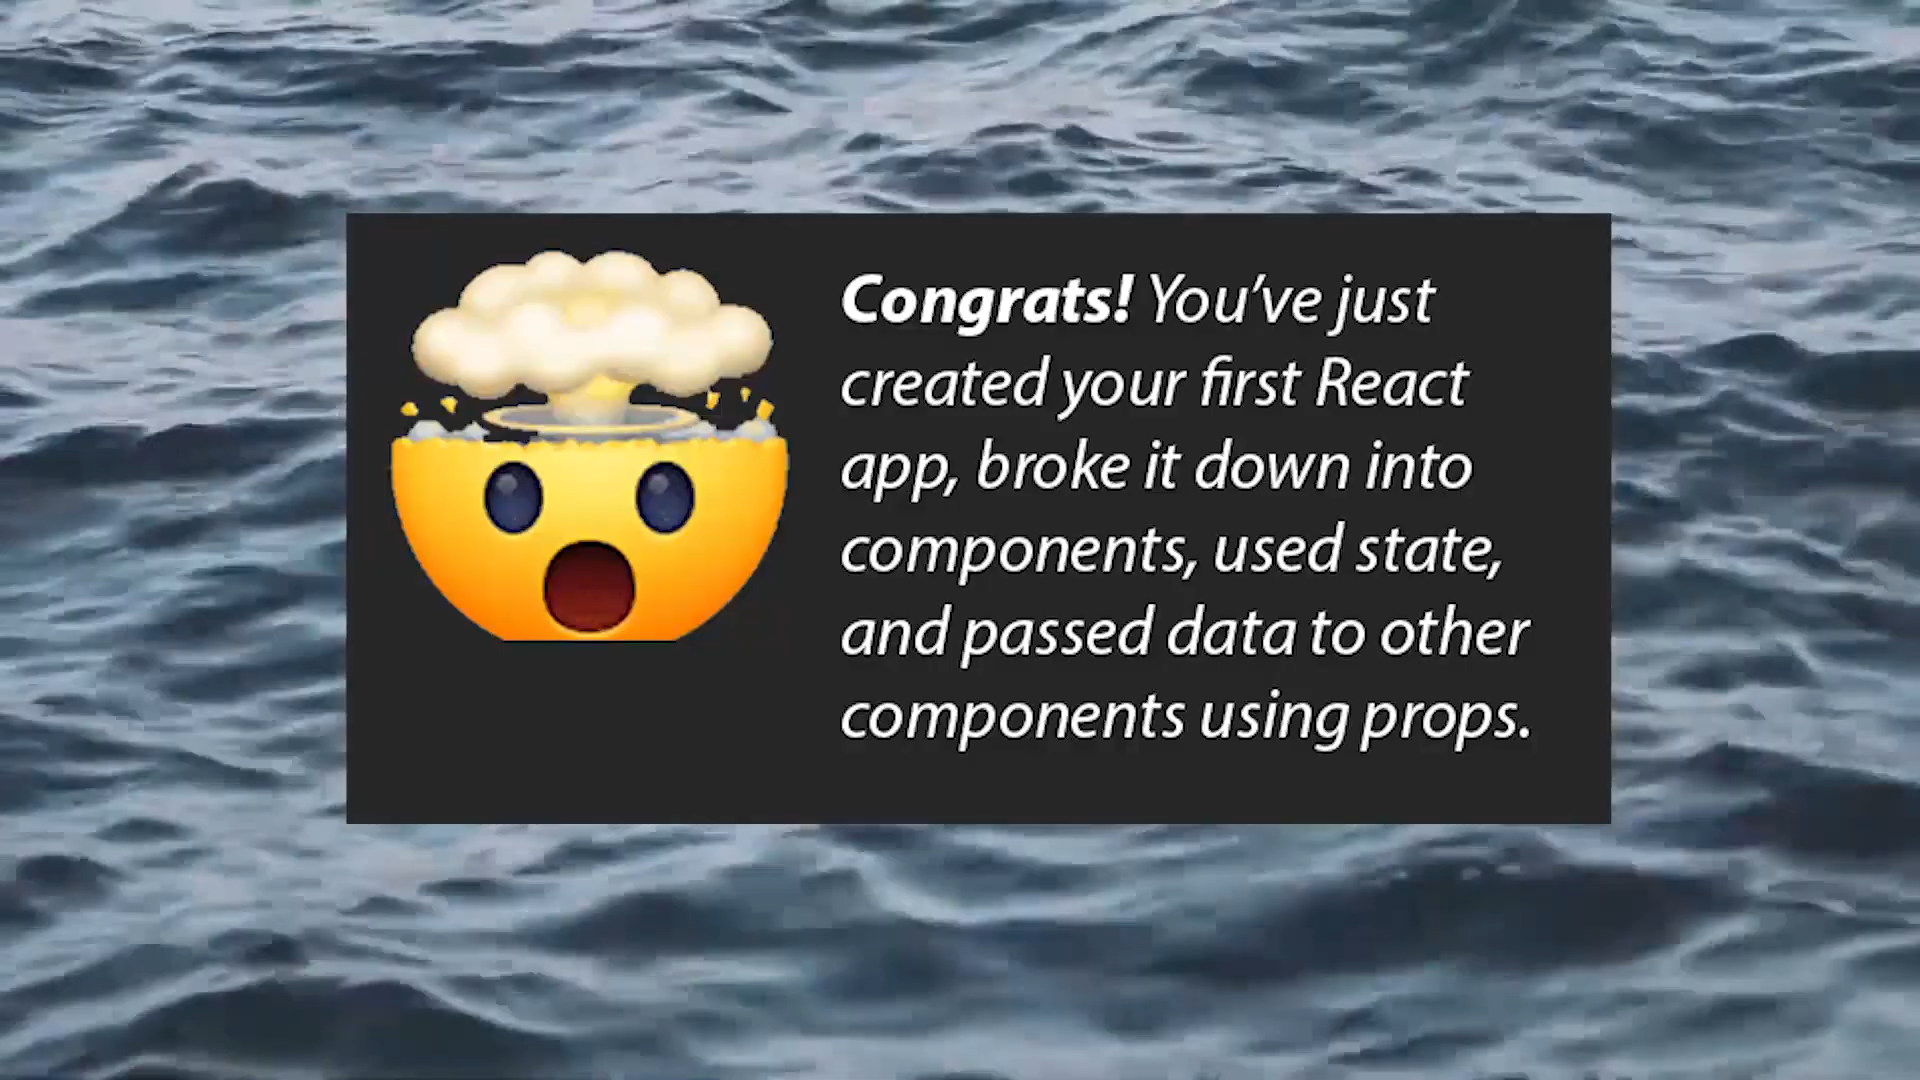 Congrats! You’ve just
created your first React
app, broke it down into
components, used state,
and passed data to other
components using props.